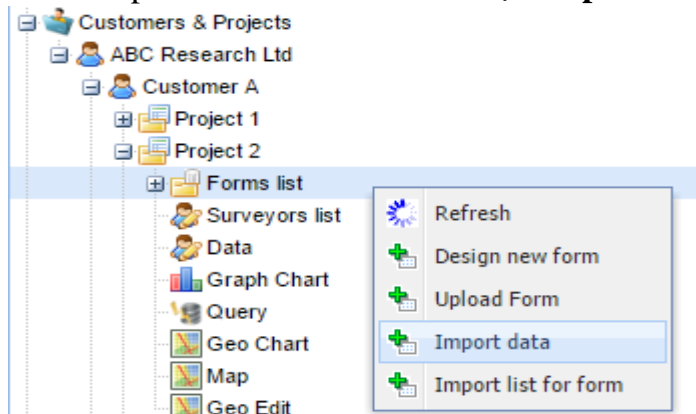 Customers & Projects
ABC Research Ltd
Customer A
Project 1
Project 2
Forms list
Surveyors list
Data
Graph Chart
Query
Geo Chart
Map
Geo Edit
Refresh
Design new form
Upload Form
Import data
Import list for form